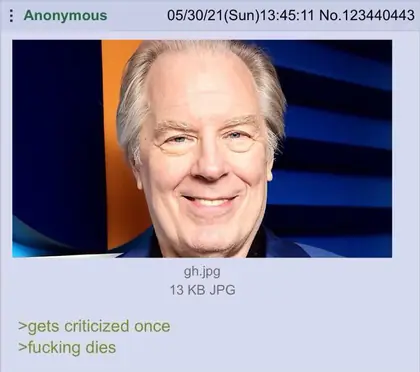 Anonymous 05/30/21(Sun)13:45:11 No.123440443
gh.jpg
13 KB JPG
>gets criticized once
>fucking dies